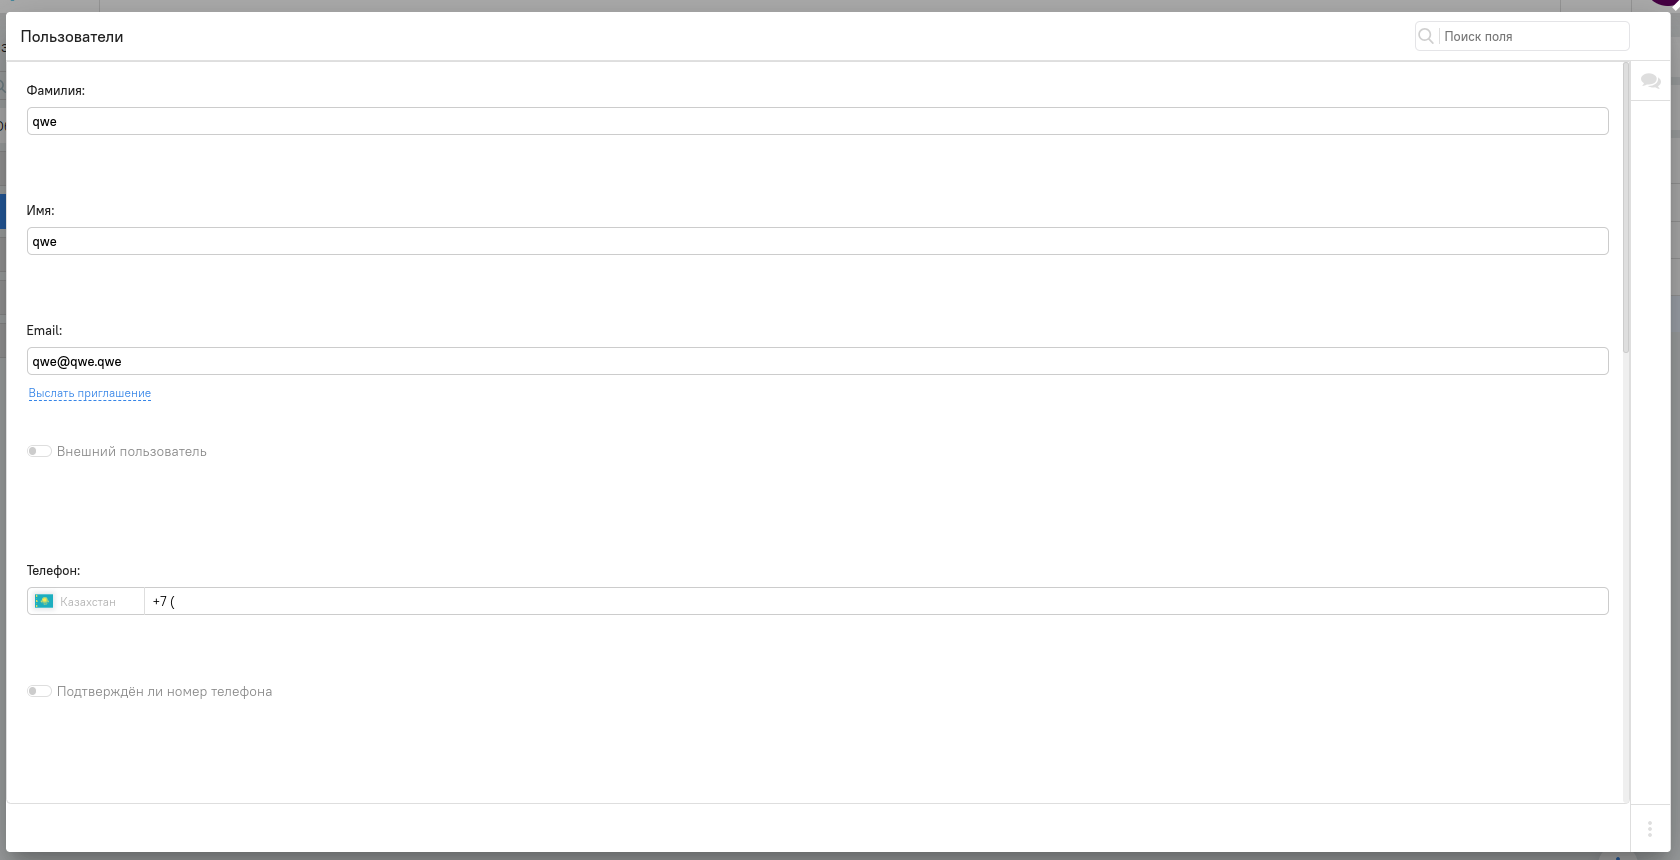 Пользователи
Поиск поля
Фамилия:
qwe
Имя:
qwe
Email:
qwe@qwe.qwe
Выслать приглашение
Внешний пользователь
Телефон:
Казахстан +7 (
Подтверждён ли номер телефона